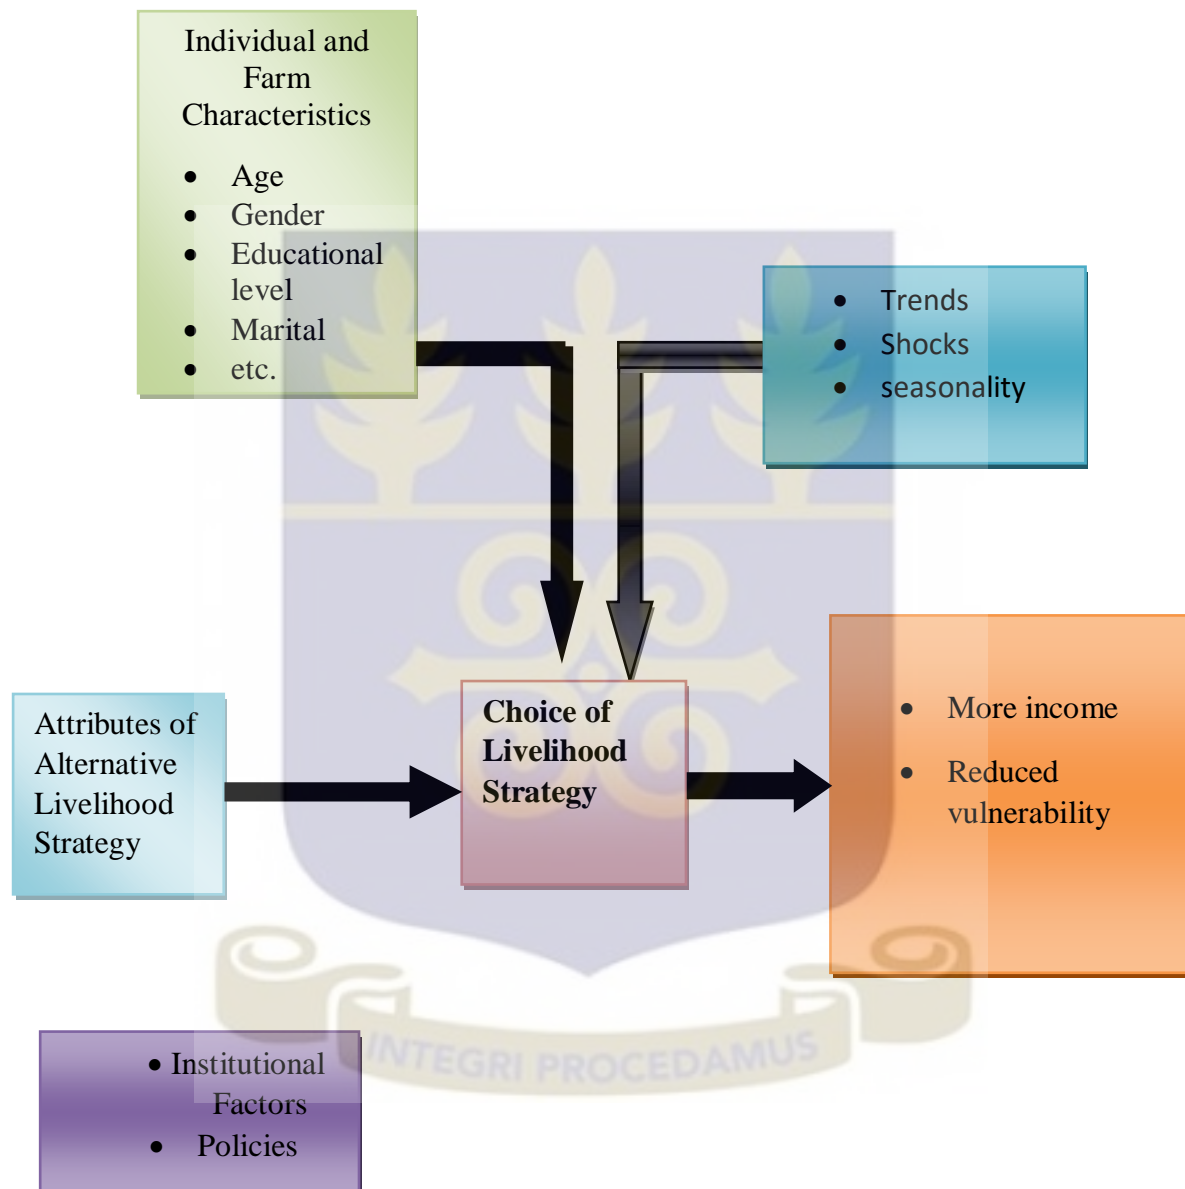 Individual and
Farm
Characteristics
• Age
• Gender
• Educational
level
• Marital
• etc.
• Trends
• Shocks
• seasonality
Attributes of
Alternative
Livelihood
Strategy
Choice of
Livelihood
Strategy
• More income
• Reduced
vulnerability
• Institutional
Factors
• Policies
INTEGRI PROCEDAMUS